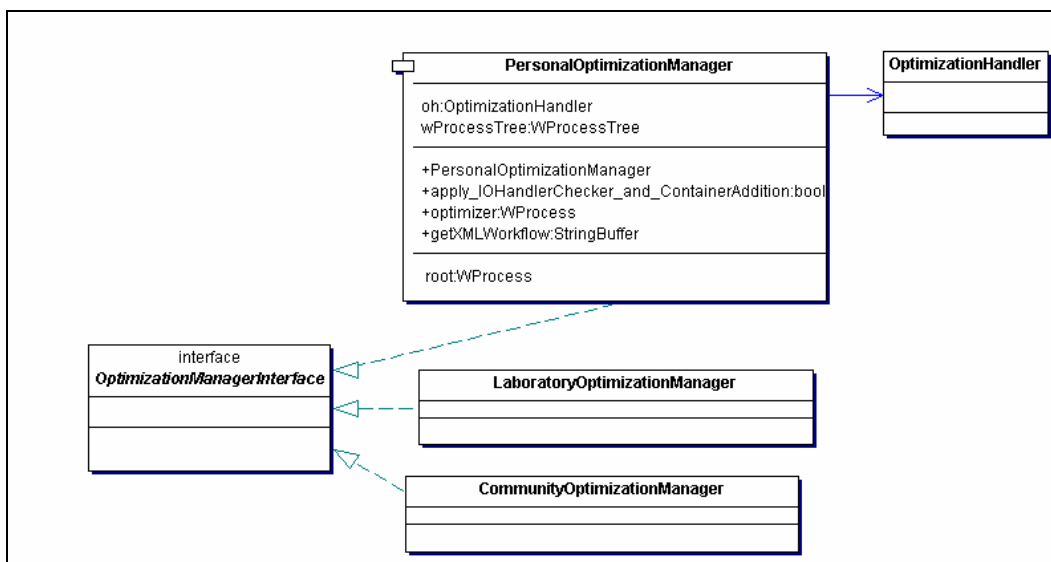 PersonalOptimizationManager
oh:OptimizationHandler
wProcessTree:WProcessTree
+PersonalOptimizationManager
+apply_IOHandlerChecker_and_ContainerAddition:bool
+optimizer:WProcess
+getXMLWorkflow:StringBuffer
root:WProcess
OptimizationHandler
interface
OptimizationManagerInterface
LaboratoryOptimizationManager
CommunityOptimizationManager